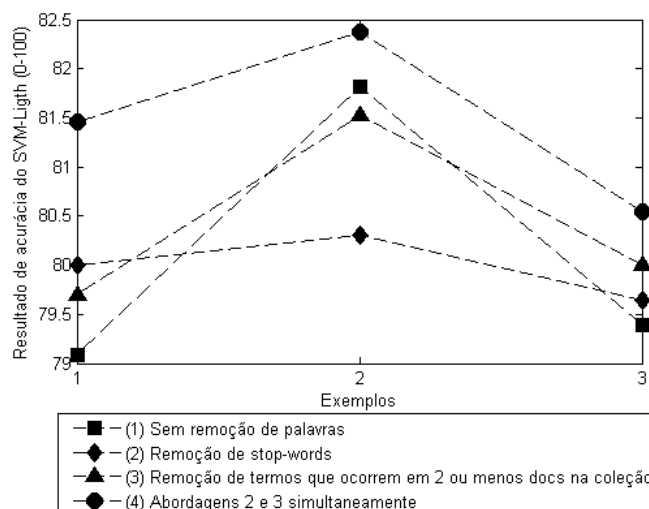 82.5
82
81.5
81
80.5
80
79.5
79
Resultado de acurácia do SVM-Ligth (0-100)
1 2 3
Exemplos
(1) Sem remoção de palavras
(2) Remoção de stop-words
(3) Remoção de termos que ocorrem em 2 ou menos docs na coleção
(4) Abordagens 2 e 3 simultaneamente